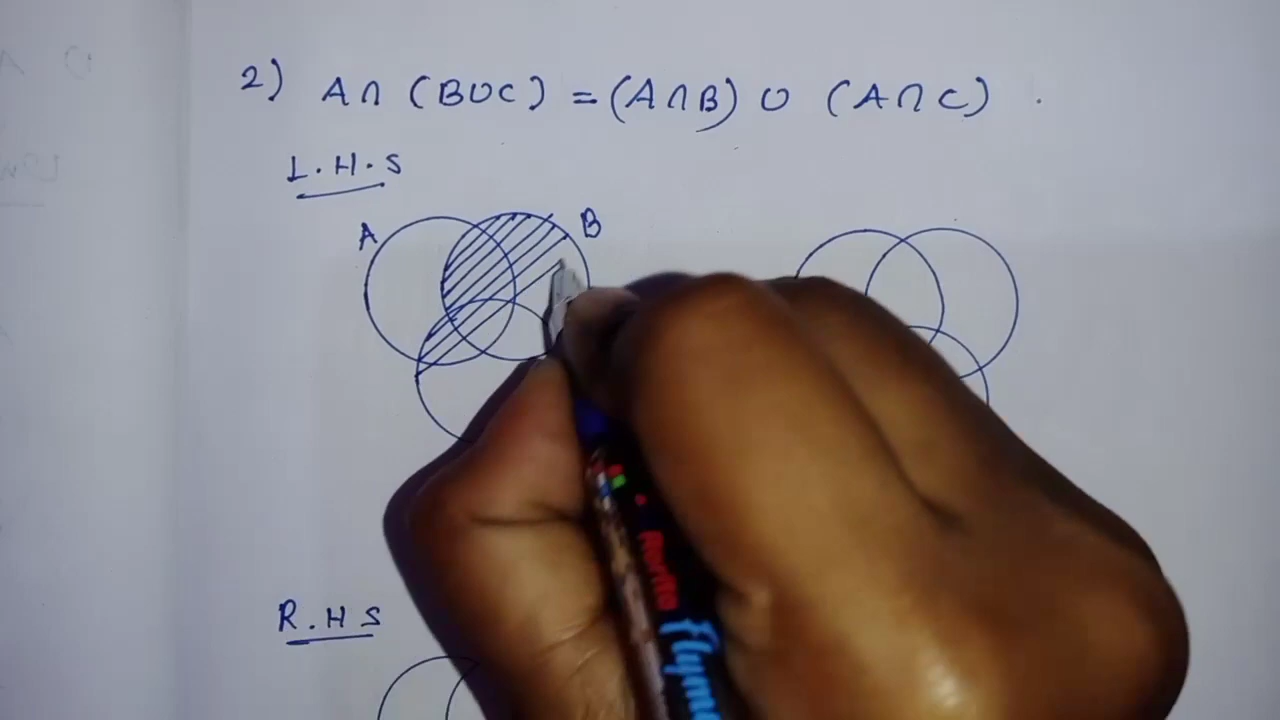 2) A∩ (B∪C) = (A∩B) ∪ (A∩C) .
L.H.S
A B
R.H S